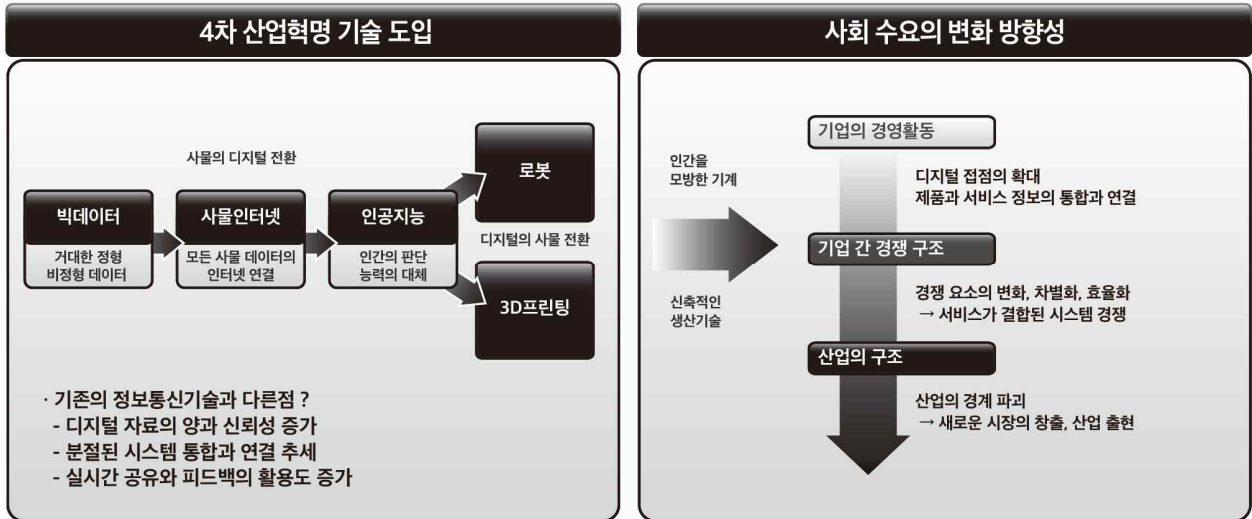 4차 산업혁명 기술 도입
사물의 디지털 전환
빅데이터
거대한 정형
비정형 데이터
사물인터넷
모든 사물 데이터의
인터넷 연결
인공지능
인간의 판단
능력의 대체
로봇
디지털의 사물 전환
3D프린팅
· 기존의 정보통신기술과 다른점 ?
- 디지털 자료의 양과 신뢰성 증가
- 분절된 시스템 통합과 연결 추세
- 실시간 공유와 피드백의 활용도 증가
사회 수요의 변화 방향성
인간을
모방한 기계
신축적인
생산기술
기업의 경영활동
디지털 접점의 확대
제품과 서비스 정보의 통합과 연결
기업 간 경쟁 구조
경쟁 요소의 변화, 차별화, 효율화
→ 서비스가 결합된 시스템 경쟁
산업의 구조
산업의 경계 파괴
→ 새로운 시장의 창출, 산업 출현